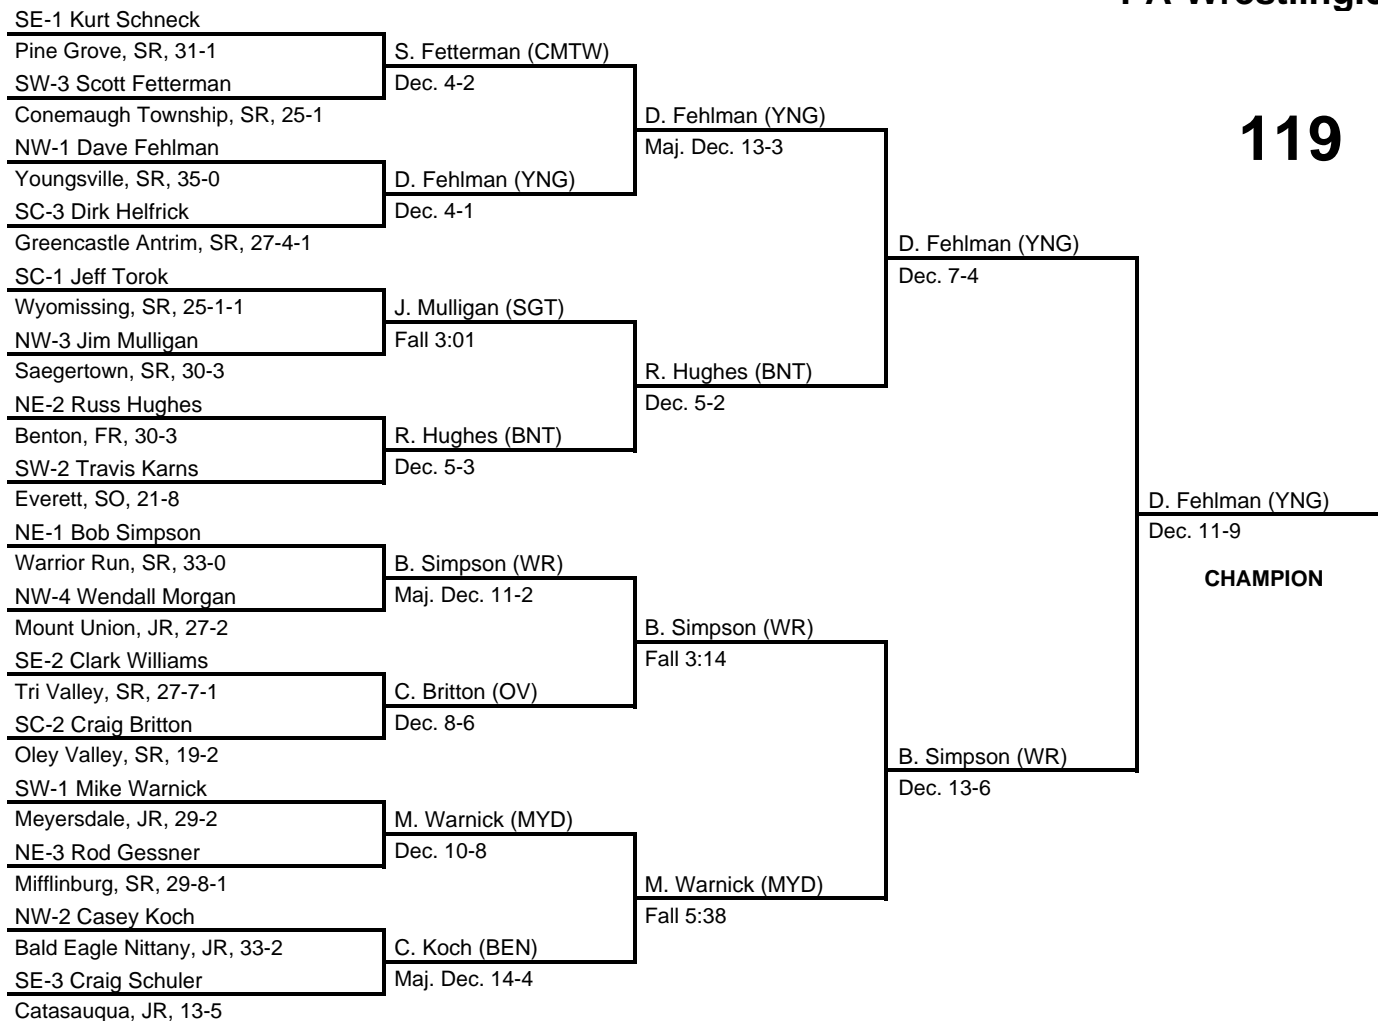 SE-1 Kurt Schneck
Pine Grove, SR, 31-1
SW-3 Scott Fetterman
Conemaugh Township, SR, 25-1
NW-1 Dave Fehlman
Youngsville, SR, 35-0
SC-3 Dirk Helfrick
Greencastle Antrim, SR, 27-4-1
SC-1 Jeff Torok
Wyomissing, SR, 25-1-1
NW-3 Jim Mulligan
Saegertown, SR, 30-3
NE-2 Russ Hughes
Benton, FR, 30-3
SW-2 Travis Karns
Everett, SO, 21-8
NE-1 Bob Simpson
Warrior Run, SR, 33-0
NW-4 Wendall Morgan
Mount Union, JR, 27-2
SE-2 Clark Williams
Tri Valley, SR, 27-7-1
SC-2 Craig Britton
Oley Valley, SR, 19-2
SW-1 Mike Warnick
Meyersdale, JR, 29-2
NE-3 Rod Gessner
Mifflinburg, SR, 29-8-1
NW-2 Casey Koch
Bald Eagle Nittany, JR, 33-2
SE-3 Craig Schuler
Catasauqua, JR, 13-5
S. Fetterman (CMTW)
Dec. 4-2
D. Fehlman (YNG)
Dec. 4-1
J. Mulligan (SGT)
Fall 3:01
R. Hughes (BNT)
Dec. 5-3
B. Simpson (WR)
Maj. Dec. 11-2
C. Britton (OV)
Dec. 8-6
M. Warnick (MYD)
Dec. 10-8
C. Koch (BEN)
Maj. Dec. 14-4
D. Fehlman (YNG)
Maj. Dec. 13-3
R. Hughes (BNT)
Dec. 5-2
B. Simpson (WR)
Fall 3:14
M. Warnick (MYD)
Fall 5:38
D. Fehlman (YNG)
Dec. 7-4
B. Simpson (WR)
Dec. 13-6
119
D. Fehlman (YNG)
Dec. 11-9
CHAMPION